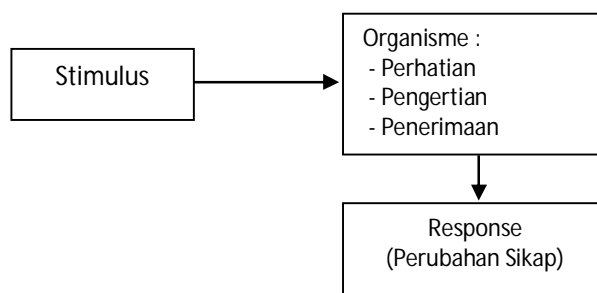 Stimulus
Organisme :
- Perhatian
- Pengertian
- Penerimaan
Response
(Perubahan Sikap)